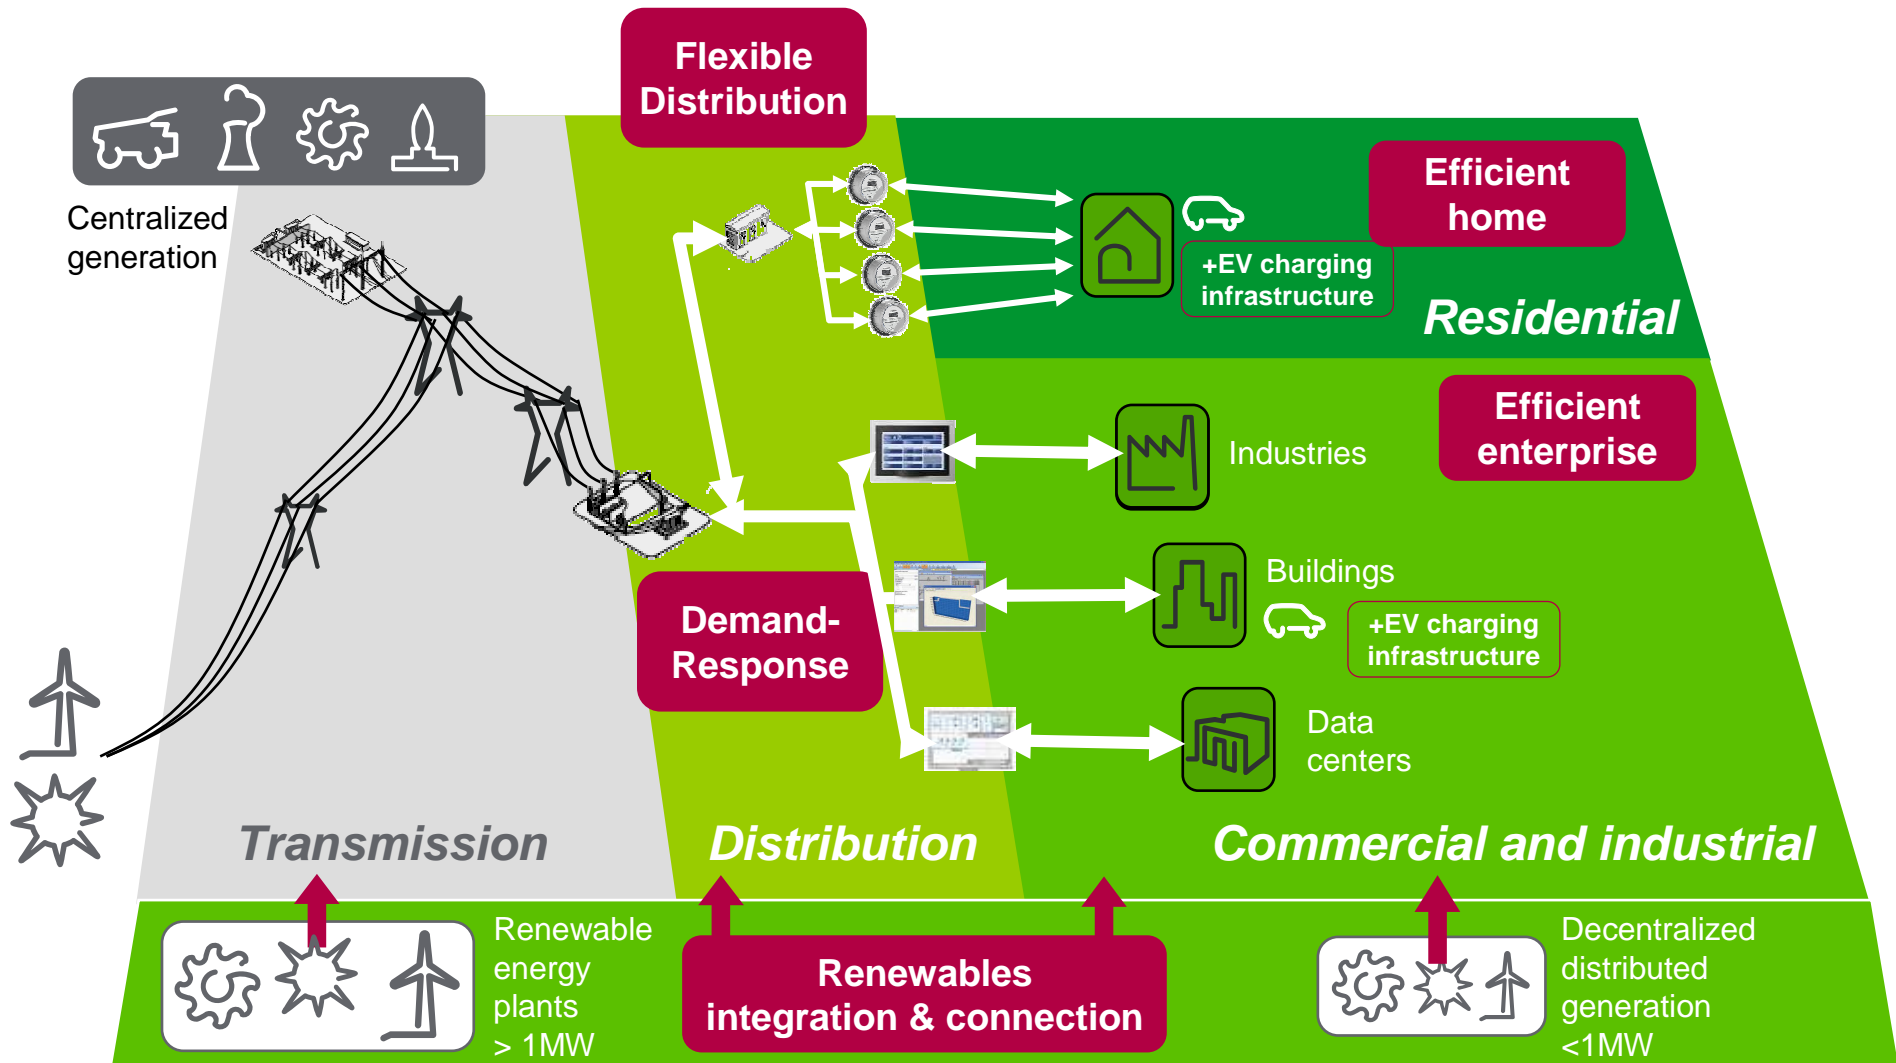 Flexible
Distribution
Centralized
generation
Efficient
home
+EV charging
infrastructure
Residential
Efficient
enterprise
Industries
Buildings
+EV charging
infrastructure
Demand-
Response
Data
centers
Transmission
Distribution
Commercial and industrial
Renewable
energy
plants
> 1MW
Renewables
integration & connection
Decentralized
distributed
generation
<1MW